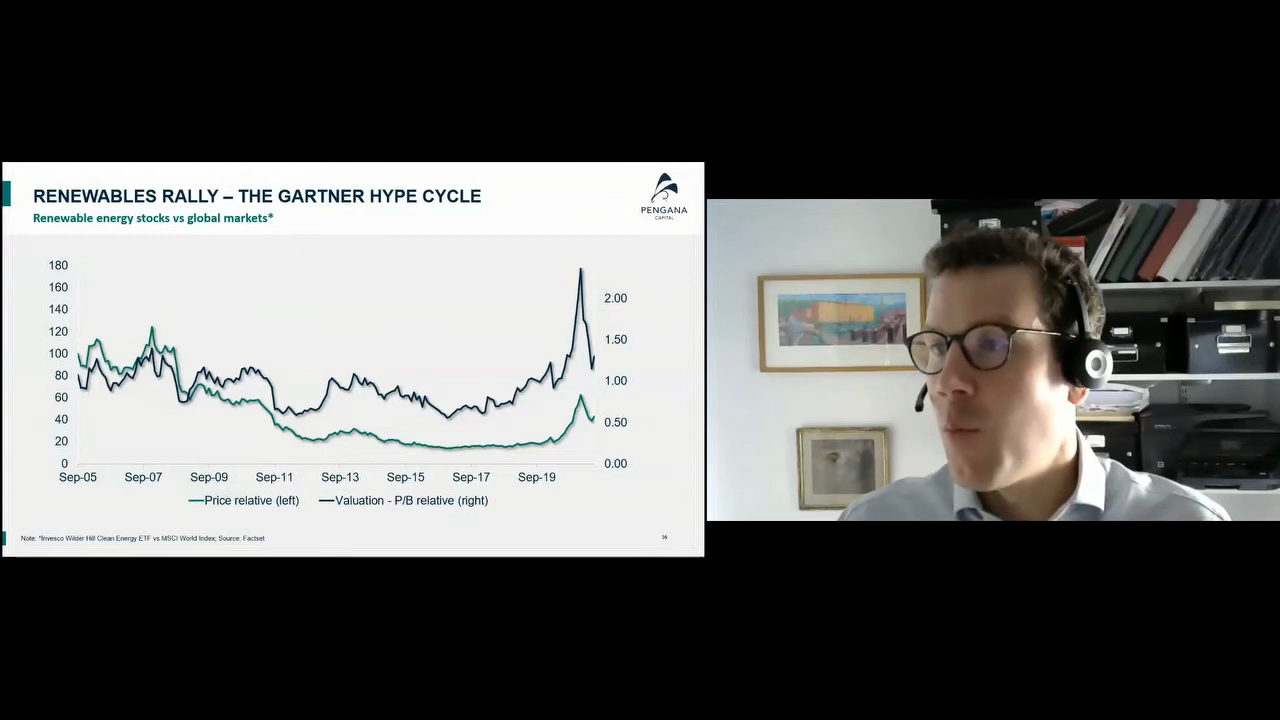 RENEWABLES RALLY – THE GARTNER HYPE CYCLE
Renewable energy stocks vs global markets*
PENGANA
CAPITAL
180
160
140
120
100
80
60
40
20
0
2.00
1.50
1.00
0.50
0.00
Sep-05 Sep-07 Sep-09 Sep-11 Sep-13 Sep-15 Sep-17 Sep-19
Price relative (left) Valuation - P/B relative (right)
Note: *Invesco Wilder Hill Clean Energy ETF vs MSCI World Index; Source: Factset
36